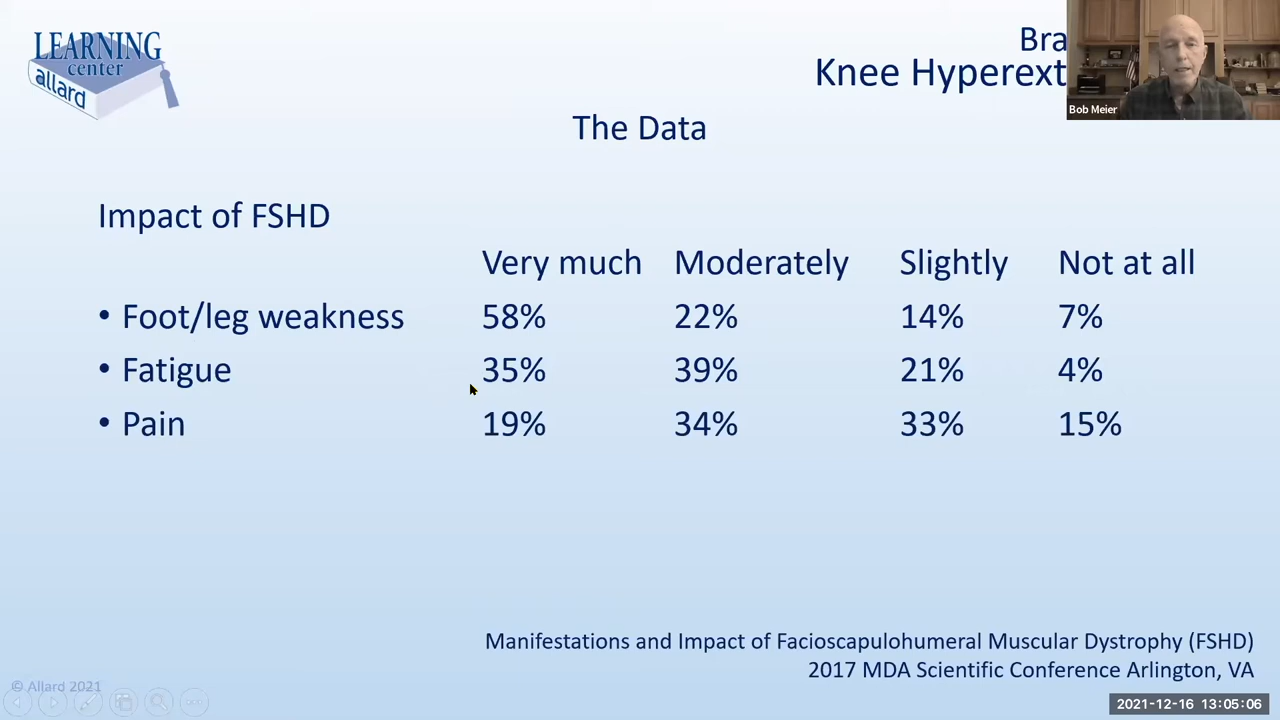 LEARNING
center
allard
Bra
Knee Hyperext
Bob Meier
The Data
Impact of FSHD
Very much Moderately Slightly Not at all
• Foot/leg weakness 58% 22% 14% 7%
• Fatigue 35% 39% 21% 4%
• Pain 19% 34% 33% 15%
Manifestations and Impact of Facioscapulohumeral Muscular Dystrophy (FSHD)
2017 MDA Scientific Conference Arlington, VA
© Allard 2021
2021-12-16 13:05:06